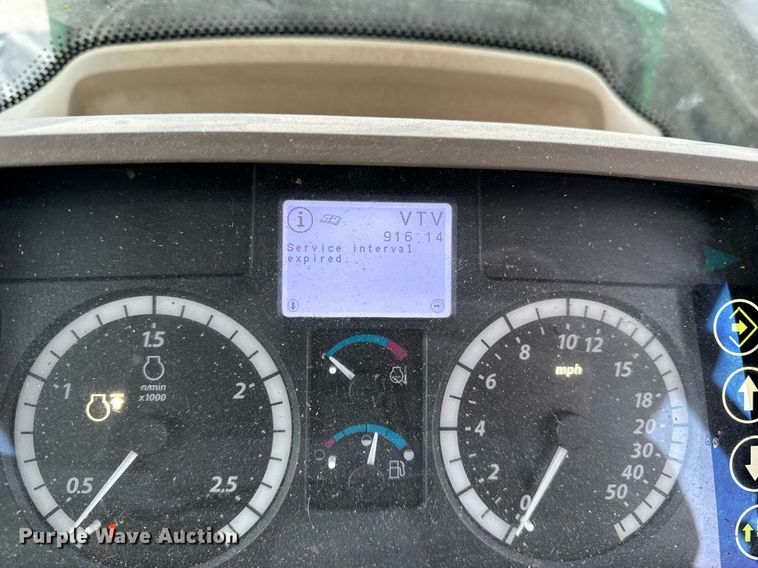 i VTV
916.14
Service interval
expired..
0.5
1
1.5
2
2.5
n/min
x1000
0
2
4
6
8
10
12
15
18
20
30
40
50
mph
Purple Wave Auction